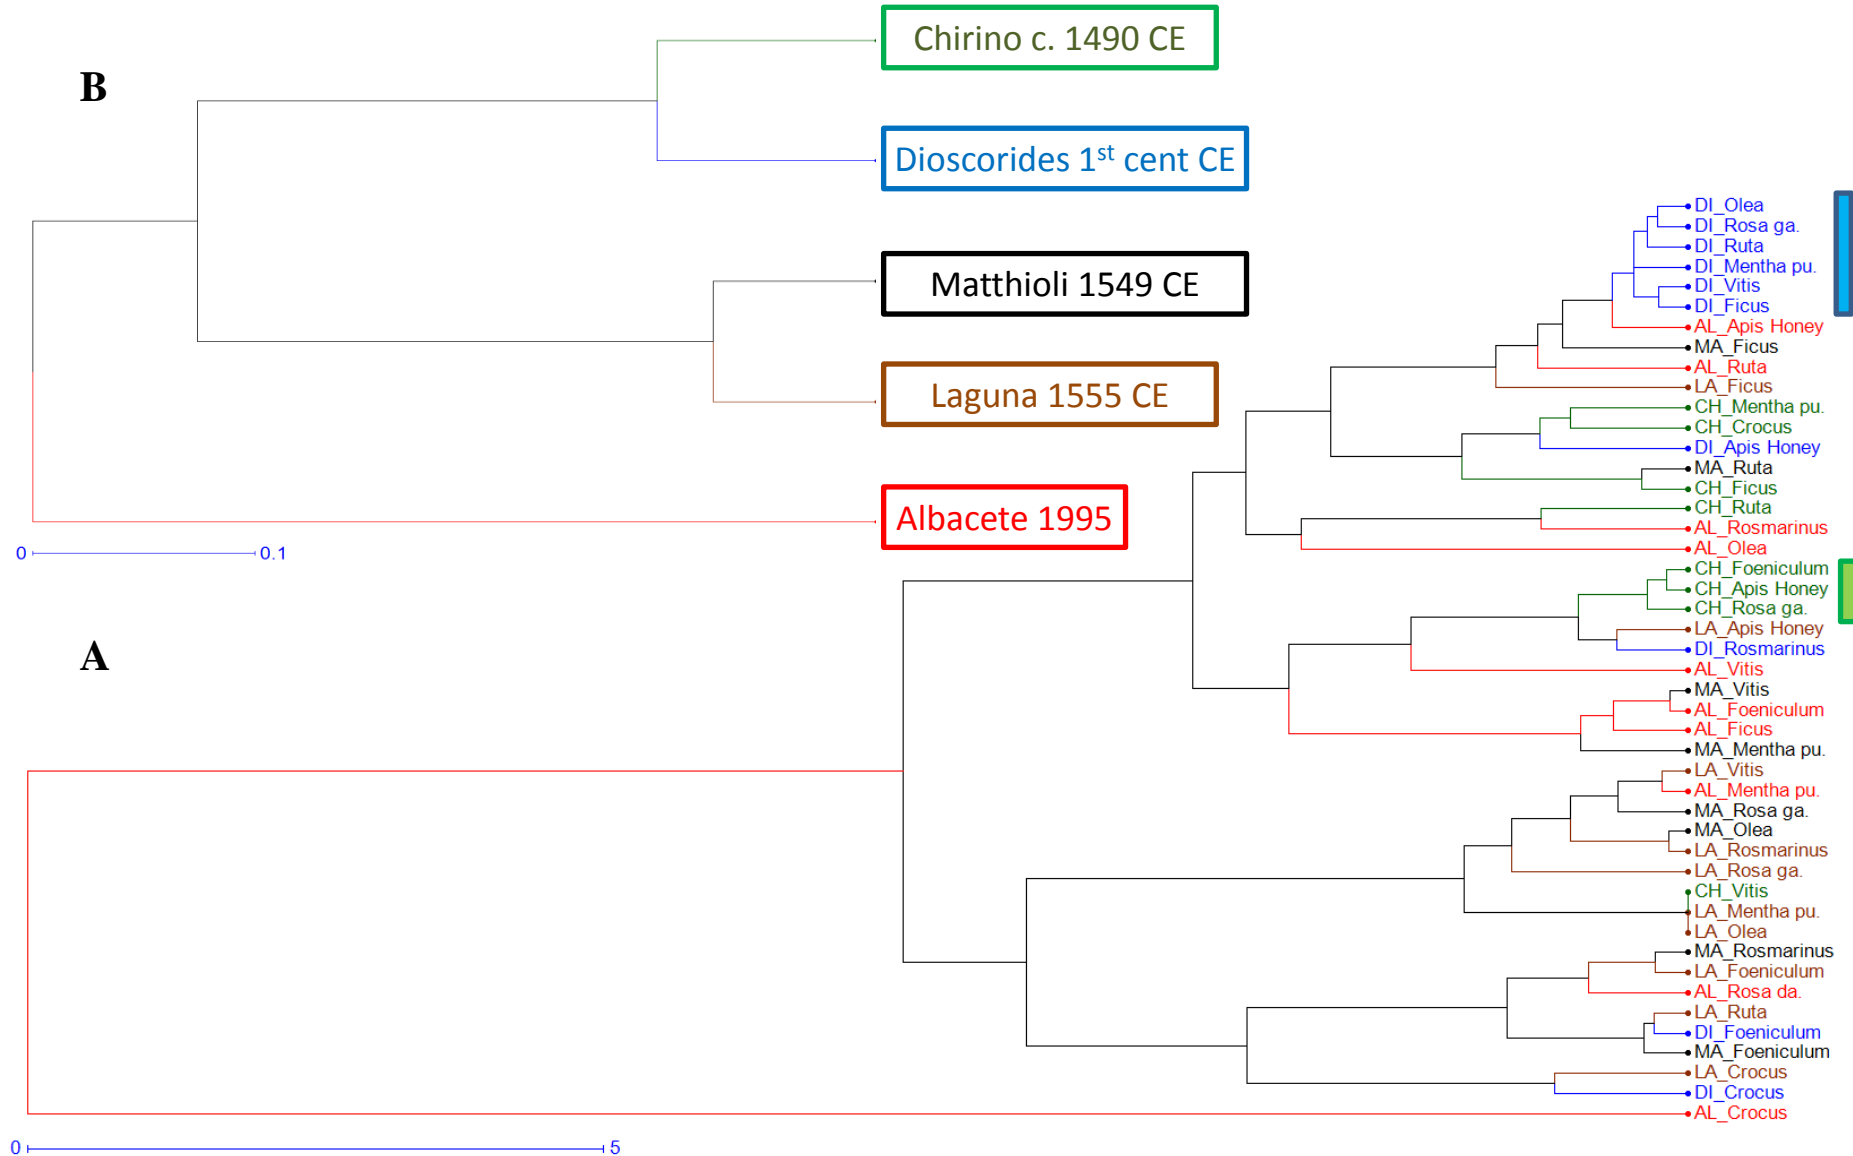 B
Chirino c. 1490 CE
Dioscorides 1st cent CE
Matthioli 1549 CE
Laguna 1555 CE
Albacete 1995
0 0.1
A
DI_Olea
DI_Rosa ga.
DI_Ruta
DI_Mentha pu.
DI_Vitis
DI_Ficus
AL_Apis Honey
MA_Ficus
AL_Ruta
LA_Ficus
CH_Mentha pu.
CH_Crocus
DI_Apis Honey
MA_Ruta
CH_Ficus
CH_Ruta
AL_Rosmarinus
AL_Olea
CH_Foeniculum
CH_Apis Honey
CH_Rosa ga.
LA_Apis Honey
DI_Rosmarinus
AL_Vitis
MA_Vitis
AL_Foeniculum
AL_Ficus
MA_Mentha pu.
LA_Vitis
AL_Mentha pu.
MA_Rosa ga.
MA_Olea
LA_Rosmarinus
LA_Rosa ga.
CH_Vitis
LA_Mentha pu.
LA_Olea
MA_Rosmarinus
LA_Foeniculum
AL_Rosa da.
LA_Ruta
DI_Foeniculum
MA_Foeniculum
LA_Crocus
DI_Crocus
AL_Crocus
0 5